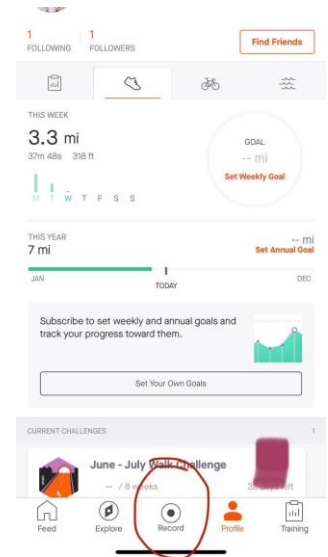 1 1
FOLLOWING FOLLOWERS
Find Friends
THIS WEEK
3.3 mi
37m 48s 318 ft
GOAL
-- mi
Set Weekly Goal
M T W T F S S
THIS YEAR
7 mi
-- mi
Set Annual Goal
JAN
TODAY
DEC
Subscribe to set weekly and annual goals and
track your progress toward them.
Set Your Own Goals
CURRENT CHALLENGES 1
June - July Walk Challenge
-- / 8 weeks
Feed Explore Record Profile Training